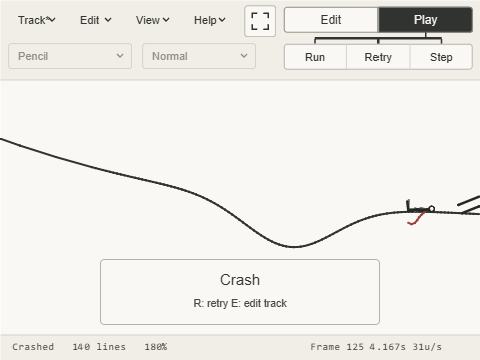 Track Edit View Help Edit Play
Pencil Normal Run Retry Step
Crash
R: retry E: edit track
Crashed 140 lines 180% Frame 125 4.167s 31u/s